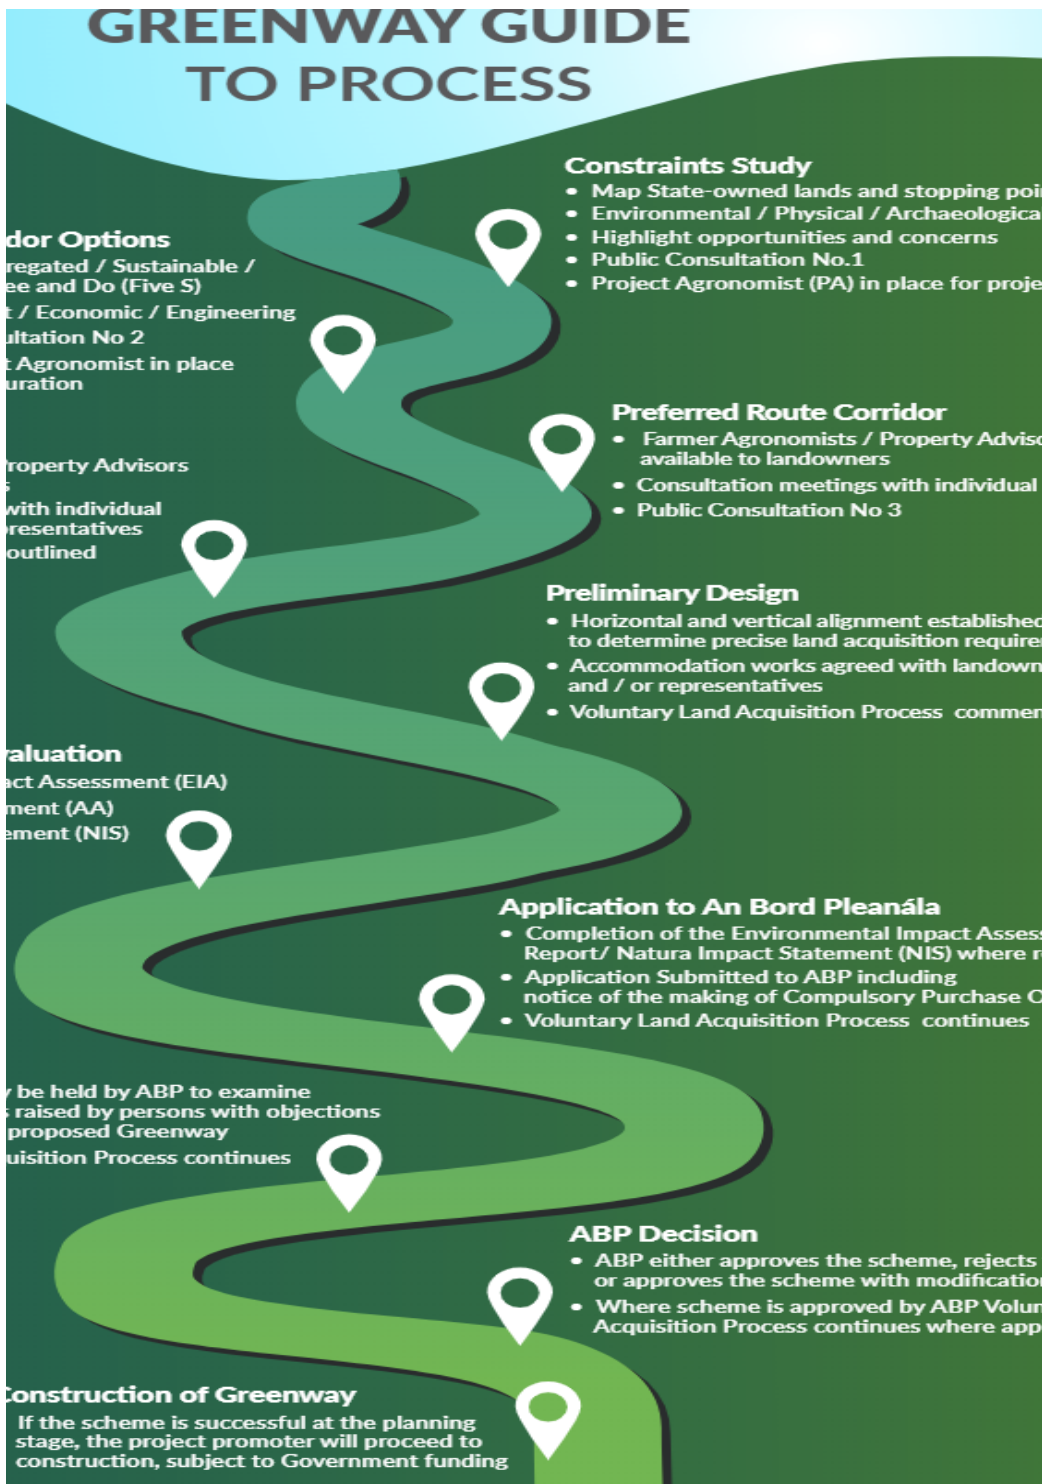 GREENWAY GUIDE
TO PROCESS
Constraints Study
• Map State-owned lands and stopping poi
• Environmental / Physical / Archaeologica
• Highlight opportunities and concerns
• Public Consultation No.1
• Project Agronomist (PA) in place for proje
dor Options
regated / Sustainable /
ee and Do (Five S)
t / Economic / Engineering
ultation No 2
t Agronomist in place
uration
Preferred Route Corridor
• Farmer Agronomists / Property Adviso
available to landowners
• Consultation meetings with individual
• Public Consultation No 3
Property Advisors
s
with individual
presentatives
outlined
Preliminary Design
• Horizontal and vertical alignment established
to determine precise land acquisition require
• Accommodation works agreed with landown
and / or representatives
• Voluntary Land Acquisition Process commen
valuation
act Assessment (EIA)
ment (AA)
ement (NIS)
Application to An Bord Pleanála
• Completion of the Environmental Impact Assess
Report/ Natura Impact Statement (NIS) where r
• Application Submitted to ABP including
notice of the making of Compulsory Purchase O
• Voluntary Land Acquisition Process continues
y be held by ABP to examine
s raised by persons with objections
proposed Greenway
uisition Process continues
ABP Decision
• ABP either approves the scheme, rejects
or approves the scheme with modificatio
• Where scheme is approved by ABP Volun
Acquisition Process continues where app
Construction of Greenway
If the scheme is successful at the planning
stage, the project promoter will proceed to
construction, subject to Government funding